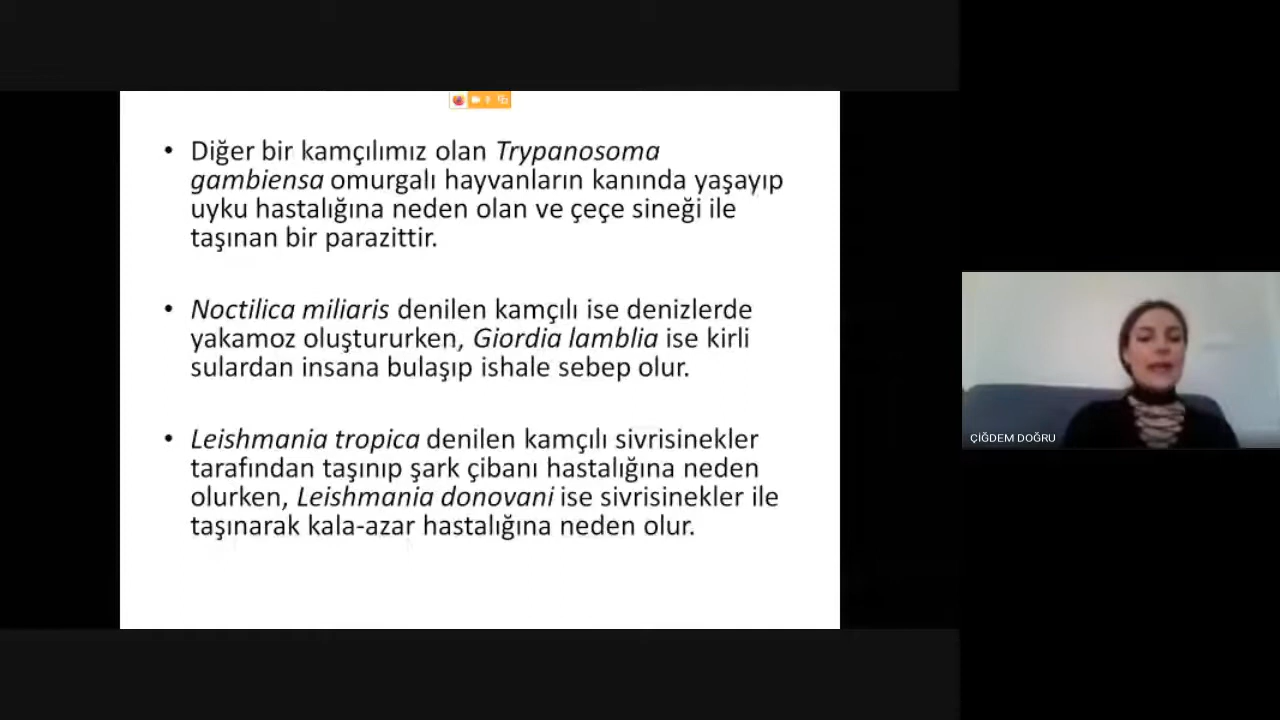 • Diğer bir kamçılımız olan Trypanosoma
gambiensa omurgalı hayvanların kanında yaşayıp
uyku hastalığına neden olan ve çeçe sineği ile
taşınan bir parazittir.
• Noctilica miliaris denilen kamçılı ise denizlerde
yakamoz oluştururken, Giordia lamblia ise kirli
sulardan insana bulaşıp ishale sebep olur.
• Leishmania tropica denilen kamçılı sivrisinekler
tarafından taşınıp şark çibanı hastalığına neden
olurken, Leishmania donovani ise sivrisinekler ile
taşınarak kala-azar hastalığına neden olur.
ÇİĞDEM DOĞRU